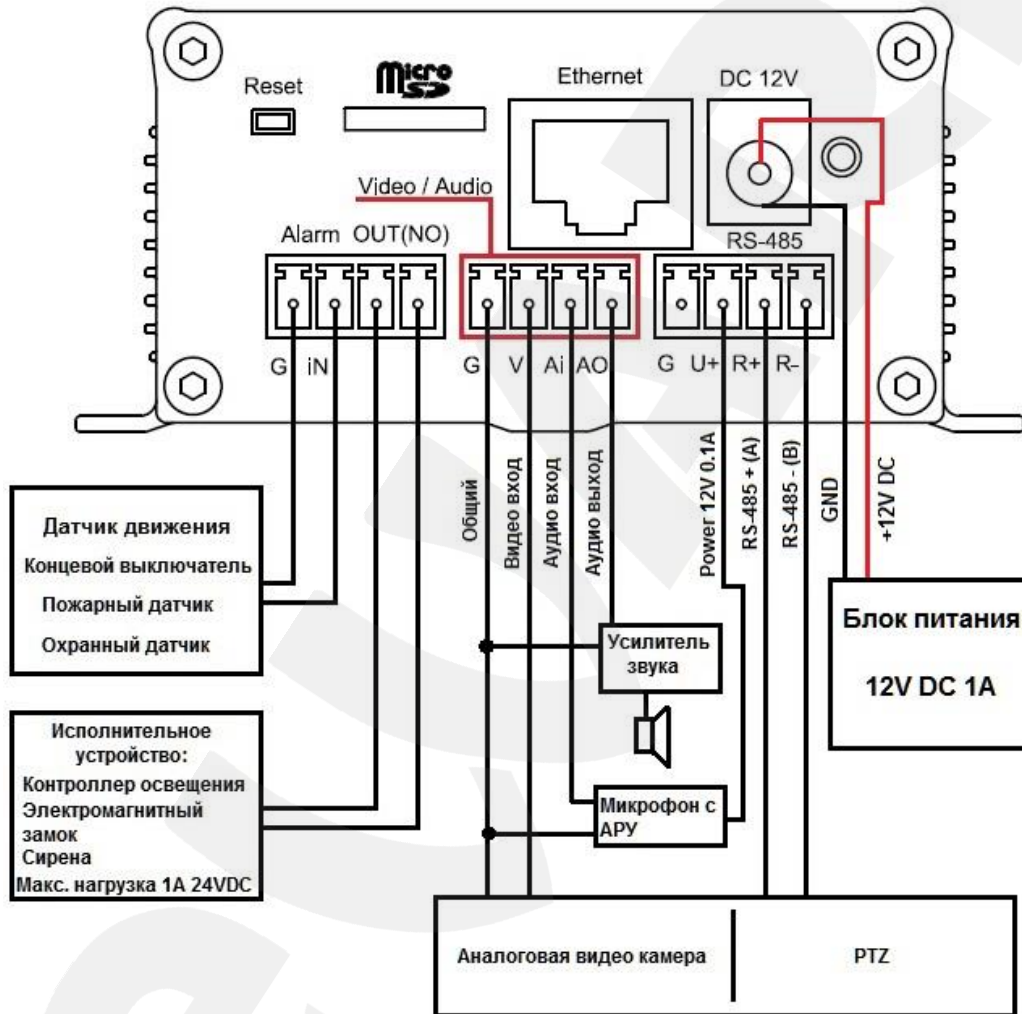 Reset
Micro SD
Ethernet
DC 12V
Video / Audio
Alarm OUT(NO)
RS-485
G iN
G V Ai AO
G U+ R+ R-
Общий
Видео вход
Аудио вход
Аудио выход
Power 12V 0.1A
RS-485 + (A)
RS-485 - (B)
GND
+12V DC
Датчик движения
Концевой выключатель
Пожарный датчик
Охранный датчик
Усилитель
звука
Блок питания
12V DC 1A
Исполнительное
устройство:
Контроллер освещения
Электромагнитный
замок
Сирена
Макс. нагрузка 1А 24VDC
Микрофон с
АРУ
Аналоговая видео камера
PTZ